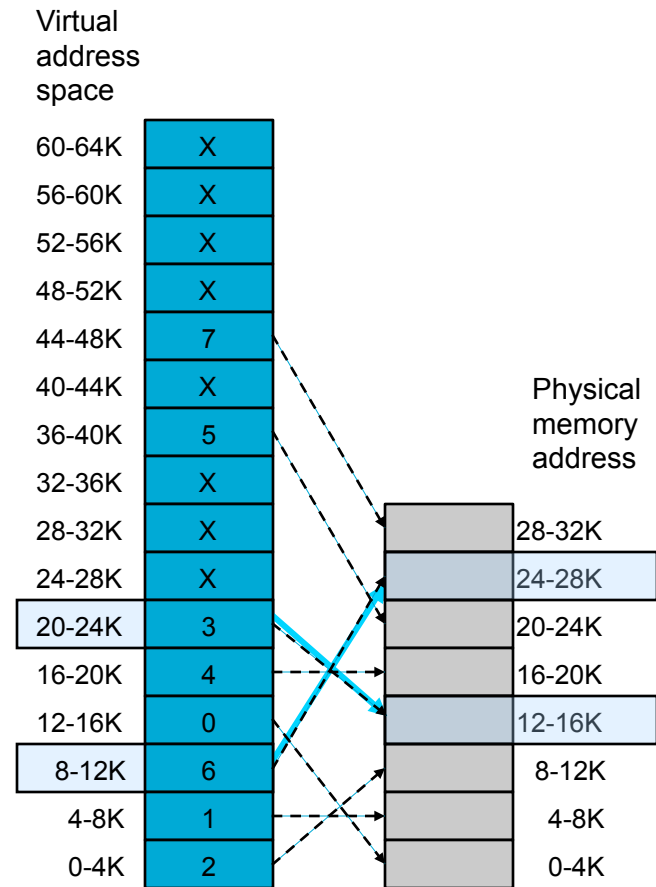 Virtual
address
space
60-64K X
56-60K X
52-56K X
48-52K X
44-48K 7
40-44K X
36-40K 5
32-36K X
28-32K X
24-28K X
20-24K 3
16-20K 4
12-16K 0
8-12K 6
4-8K 1
0-4K 2
Physical
memory
address
28-32K
24-28K
20-24K
16-20K
12-16K
8-12K
4-8K
0-4K